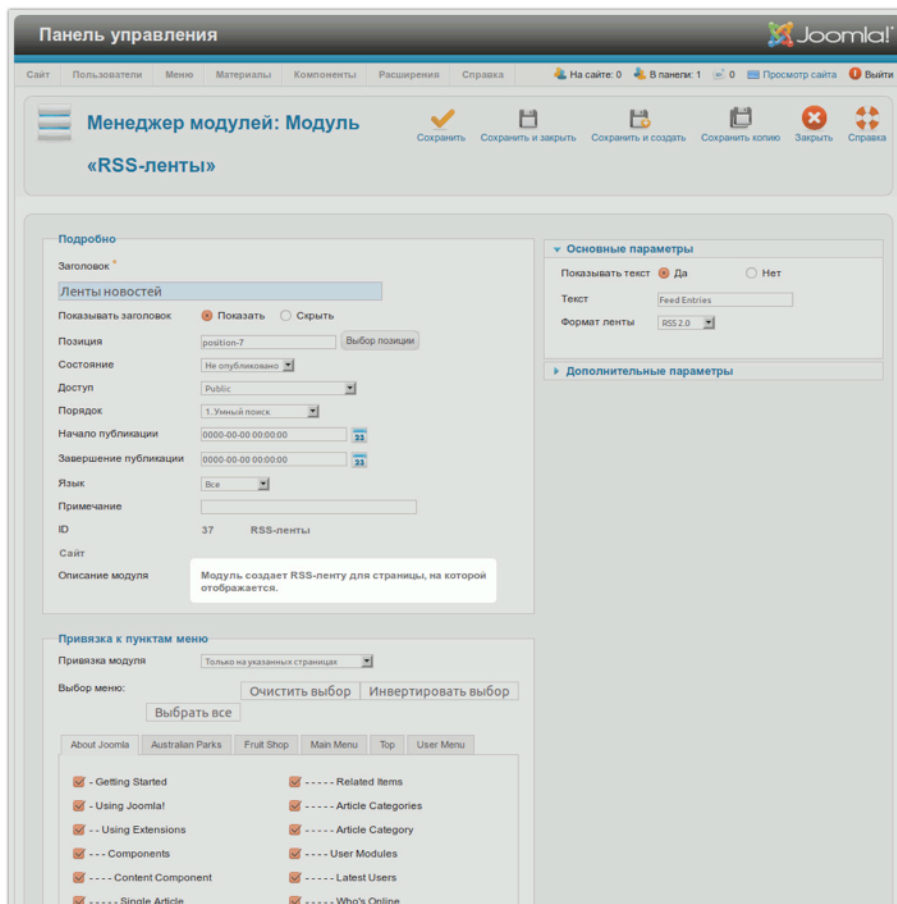 Панель управления
Joomla!
Сайт Пользователи Меню Материалы Компоненты Расширения Справка На сайте: 0 В панели: 1 0 Просмотр сайта Выйти
Менеджер модулей: Модуль
«RSS-ленты»
Сохранить Сохранить и закрыть Сохранить и создать Сохранить копию Закрыть Справка
Подробно
Заголовок *
Ленты новостей
Показывать заголовок Показать Скрыть
Позиция position-7 Выбор позиции
Состояние Не опубликовано
Доступ Public
Порядок 1. Умный поиск
Начало публикации 0000-00-00 00:00:00 23
Завершение публикации 0000-00-00 00:00:00 23
Язык Все
Примечание
ID 37 RSS-ленты
Сайт
Описание модуля Модуль создает RSS-ленту для страницы, на которой
отображается.
Основные параметры
Показывать текст Да Нет
Текст Feed Entries
Формат ленты RSS 2.0
Дополнительные параметры
Привязка к пунктам меню
Привязка модуля Только на указанных страницах
Выбор меню: Очистить выбор Инвертировать выбор
Выбрать все
About Joomla Australian Parks Fruit Shop Main Menu Top User Menu
- Getting Started - - - - - Related Items
- Using Joomla! - - - - - Article Categories
- - Using Extensions - - - - - Article Category
- - - Components - - - - User Modules
- - - - Content Component - - - - - Latest Users
- - - - - Single Article - - - - - Who's Online